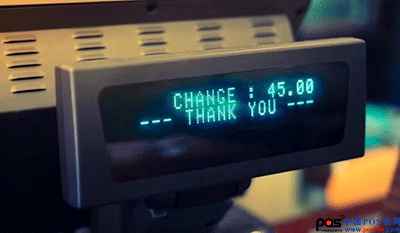 CHANGE : 45.00
--- THANK YOU ---
pos